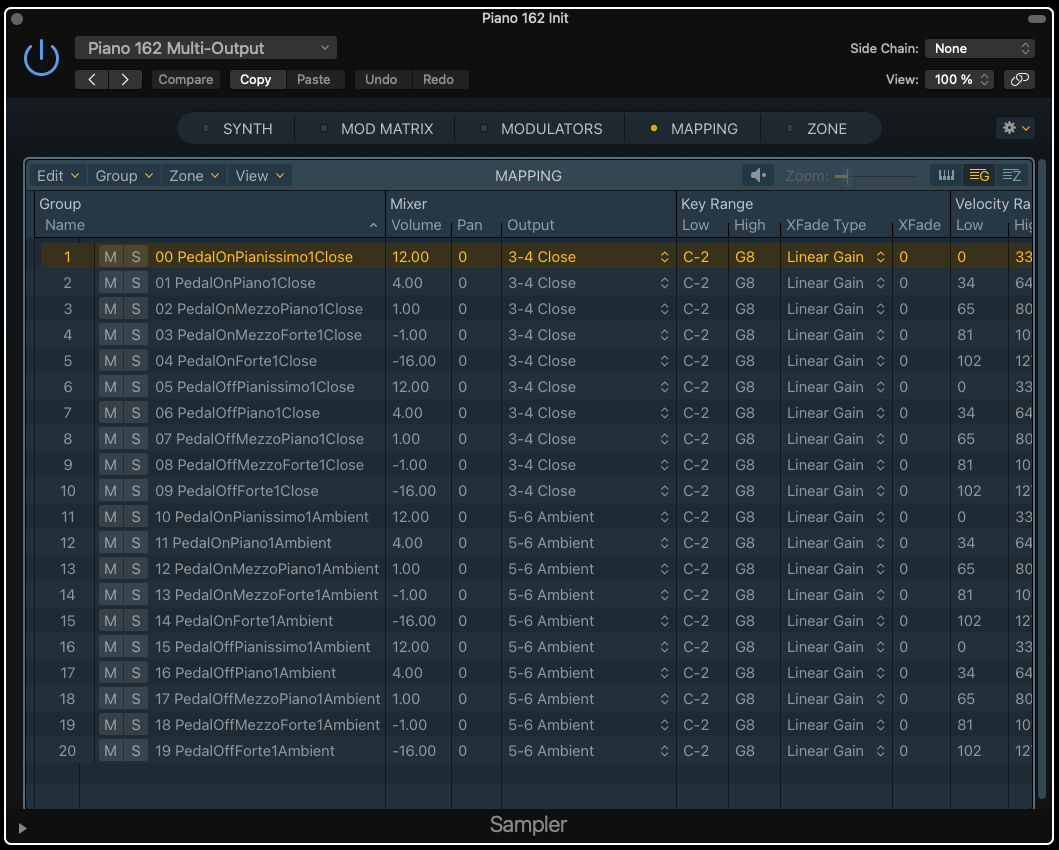 Piano 162 Init
Piano 162 Multi-Output
Side Chain: None
Compare Copy Paste Undo Redo
View: 100 %
SYNTH MOD MATRIX MODULATORS MAPPING ZONE
Edit Group Zone View MAPPING Zoom:
Group Mixer Key Range Velocity Ra
Name Volume Pan Output Low High XFade Type XFade Low Hig
1 M S 00 PedalOnPianissimo1Close 12.00 0 3-4 Close C-2 G8 Linear Gain 0 0 33
2 M S 01 PedalOnPiano1Close 4.00 0 3-4 Close C-2 G8 Linear Gain 0 34 64
3 M S 02 PedalOnMezzoPiano1Close 1.00 0 3-4 Close C-2 G8 Linear Gain 0 65 80
4 M S 03 PedalOnMezzoForte1Close -1.00 0 3-4 Close C-2 G8 Linear Gain 0 81 10
5 M S 04 PedalOnForte1Close -16.00 0 3-4 Close C-2 G8 Linear Gain 0 102 12
6 M S 05 PedalOffPianissimo1Close 12.00 0 3-4 Close C-2 G8 Linear Gain 0 0 33
7 M S 06 PedalOffPiano1Close 4.00 0 3-4 Close C-2 G8 Linear Gain 0 34 64
8 M S 07 PedalOffMezzoPiano1Close 1.00 0 3-4 Close C-2 G8 Linear Gain 0 65 80
9 M S 08 PedalOffMezzoForte1Close -1.00 0 3-4 Close C-2 G8 Linear Gain 0 81 10
10 M S 09 PedalOffForte1Close -16.00 0 3-4 Close C-2 G8 Linear Gain 0 102 12
11 M S 10 PedalOnPianissimo1Ambient 12.00 0 5-6 Ambient C-2 G8 Linear Gain 0 0 33
12 M S 11 PedalOnPiano1Ambient 4.00 0 5-6 Ambient C-2 G8 Linear Gain 0 34 64
13 M S 12 PedalOnMezzoPiano1Ambient 1.00 0 5-6 Ambient C-2 G8 Linear Gain 0 65 80
14 M S 13 PedalOnMezzoForte1Ambient -1.00 0 5-6 Ambient C-2 G8 Linear Gain 0 81 10
15 M S 14 PedalOnForte1Ambient -16.00 0 5-6 Ambient C-2 G8 Linear Gain 0 102 12
16 M S 15 PedalOffPianissimo1Ambient 12.00 0 5-6 Ambient C-2 G8 Linear Gain 0 0 33
17 M S 16 PedalOffPiano1Ambient 4.00 0 5-6 Ambient C-2 G8 Linear Gain 0 34 64
18 M S 17 PedalOffMezzoPiano1Ambient 1.00 0 5-6 Ambient C-2 G8 Linear Gain 0 65 80
19 M S 18 PedalOffMezzoForte1Ambient -1.00 0 5-6 Ambient C-2 G8 Linear Gain 0 81 10
20 M S 19 PedalOffForte1Ambient -16.00 0 5-6 Ambient C-2 G8 Linear Gain 0 102 12
Sampler